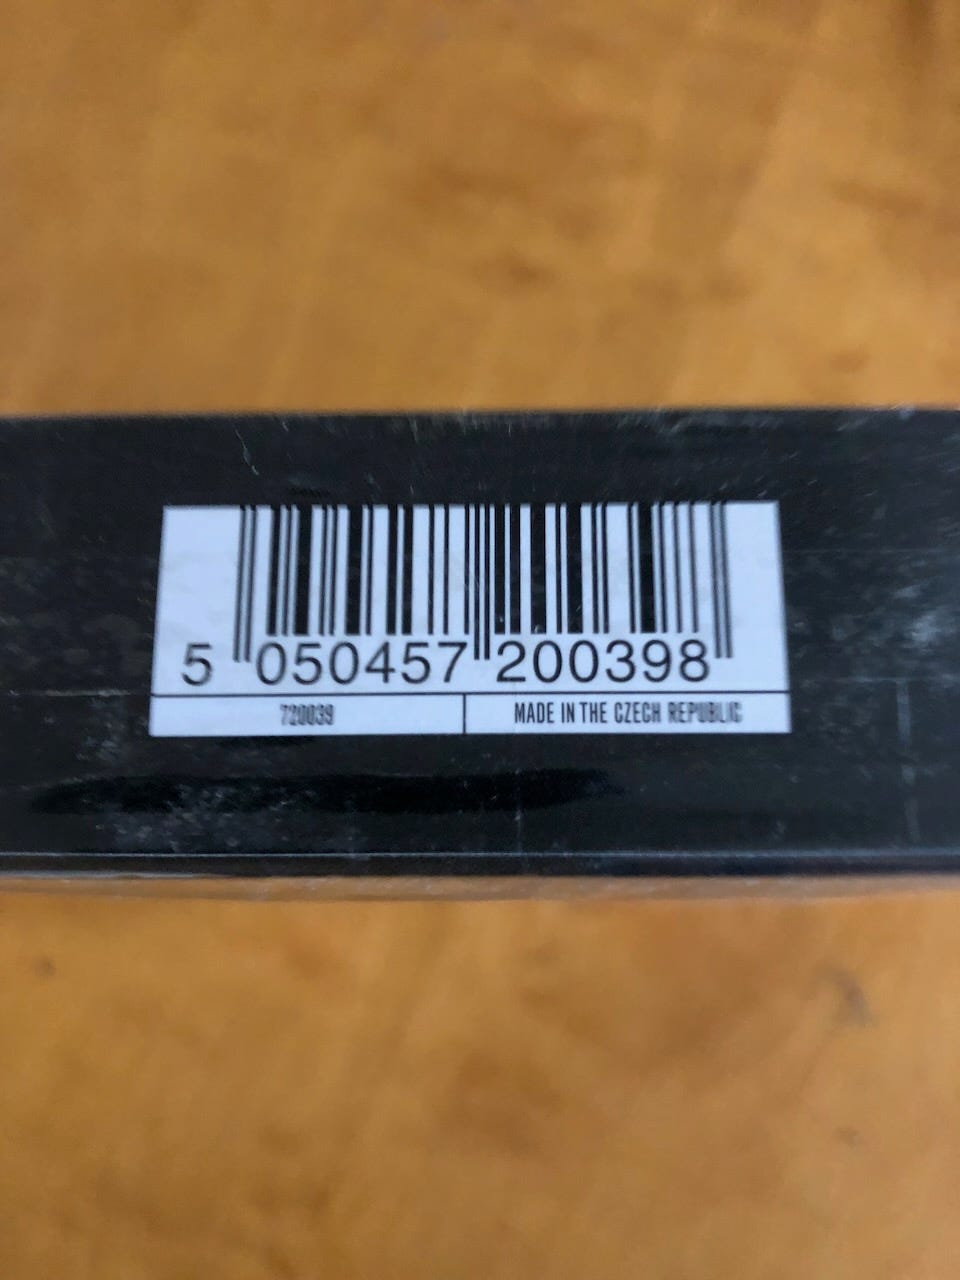 5 050457 200398
720039 MADE IN THE CZECH REPUBLIC